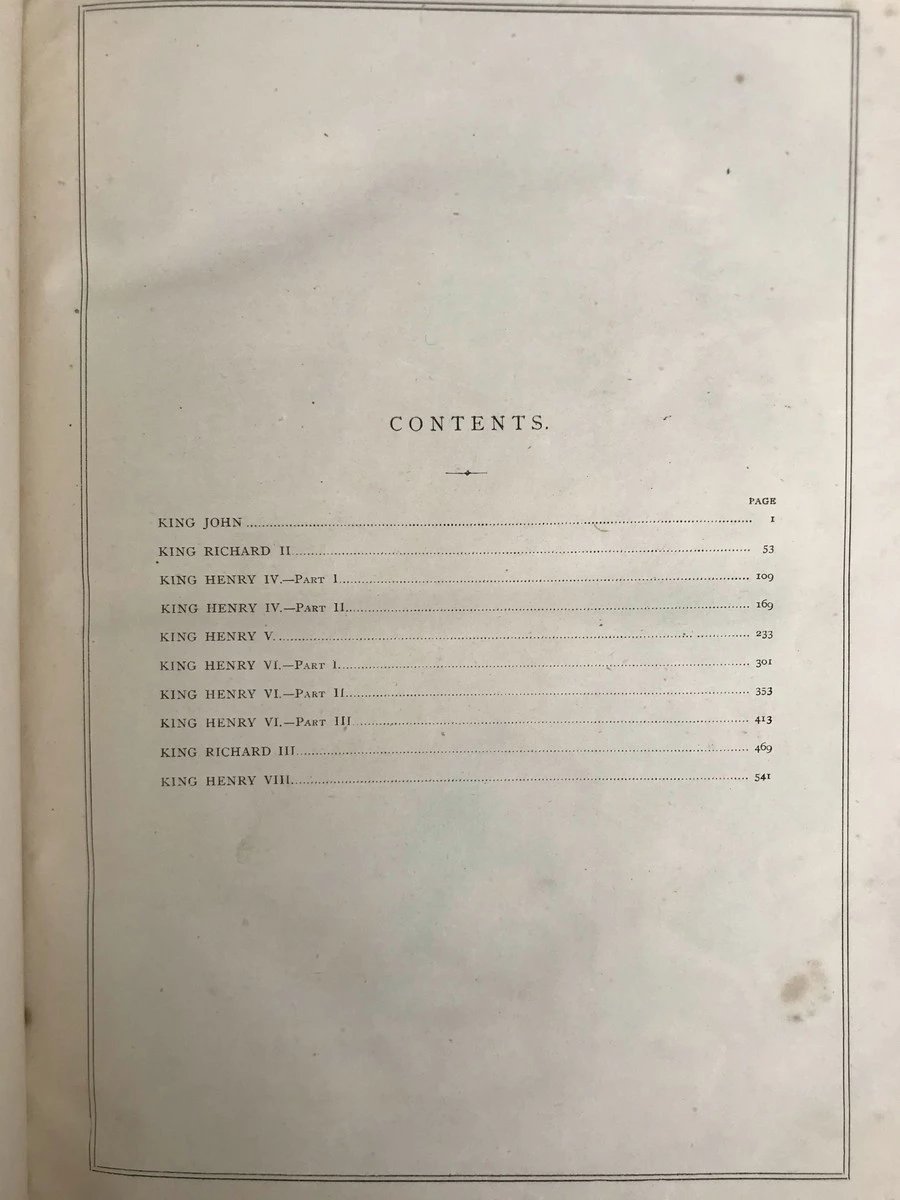 CONTENTS.
PAGE
KING JOHN 1
KING RICHARD II 53
KING HENRY IV.—PART I. 109
KING HENRY IV.—PART II. 169
KING HENRY V. 233
KING HENRY VI.—PART I. 301
KING HENRY VI.—PART II. 353
KING HENRY VI.—PART III. 413
KING RICHARD III. 469
KING HENRY VIII. 541